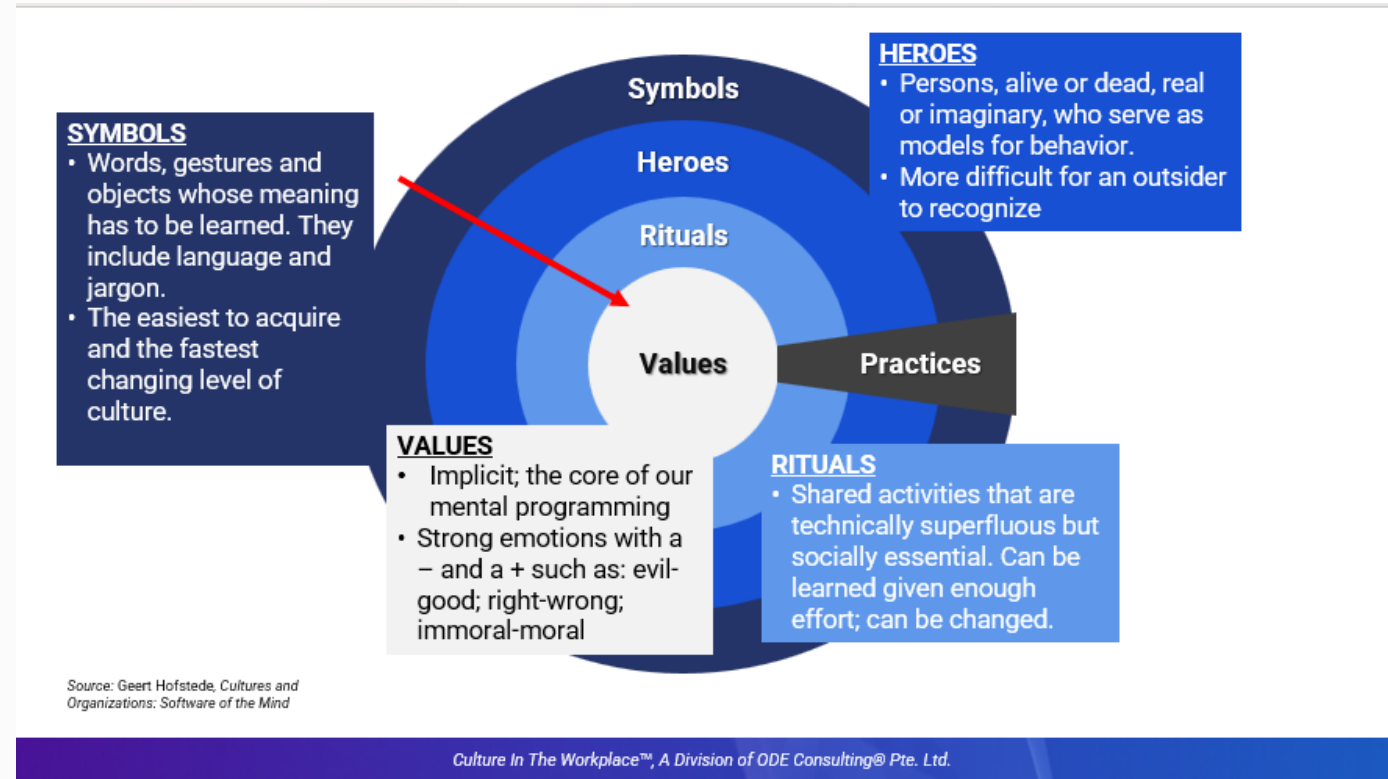 SYMBOLS
• Words, gestures and
objects whose meaning
has to be learned. They
include language and
jargon.
• The easiest to acquire
and the fastest
changing level of
culture.
Symbols
Heroes
Rituals
Values
Practices
HEROES
• Persons, alive or dead, real
or imaginary, who serve as
models for behavior.
• More difficult for an outsider
to recognize
VALUES
• Implicit; the core of our
mental programming
• Strong emotions with a
– and a + such as: evil-
good; right-wrong;
immoral-moral
RITUALS
• Shared activities that are
technically superfluous but
socially essential. Can be
learned given enough
effort; can be changed.
Source: Geert Hofstede, Cultures and
Organizations: Software of the Mind
Culture In The Workplace™, A Division of ODE Consulting® Pte. Ltd.